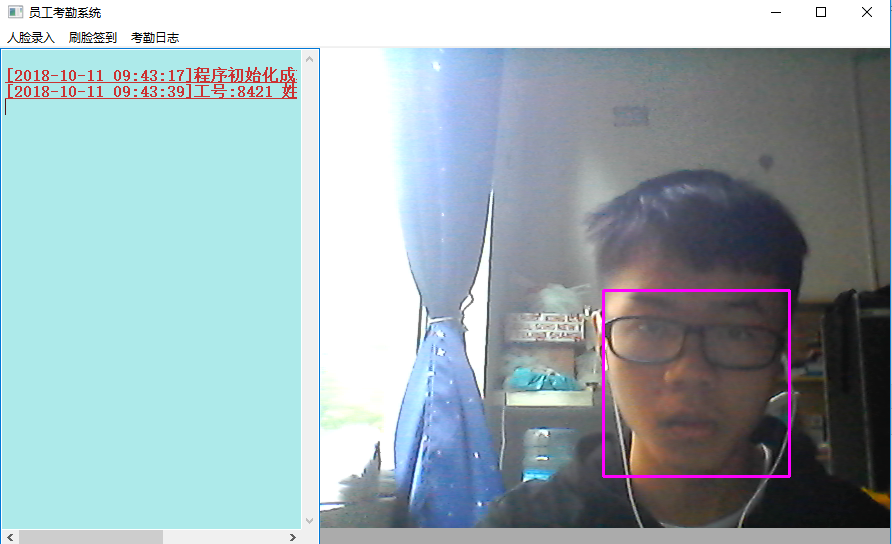 员工考勤系统
人脸录入 刷脸签到 考勤日志
[2018-10-11 09:43:17]程序初始化成
[2018-10-11 09:43:39]工号:8421 姓